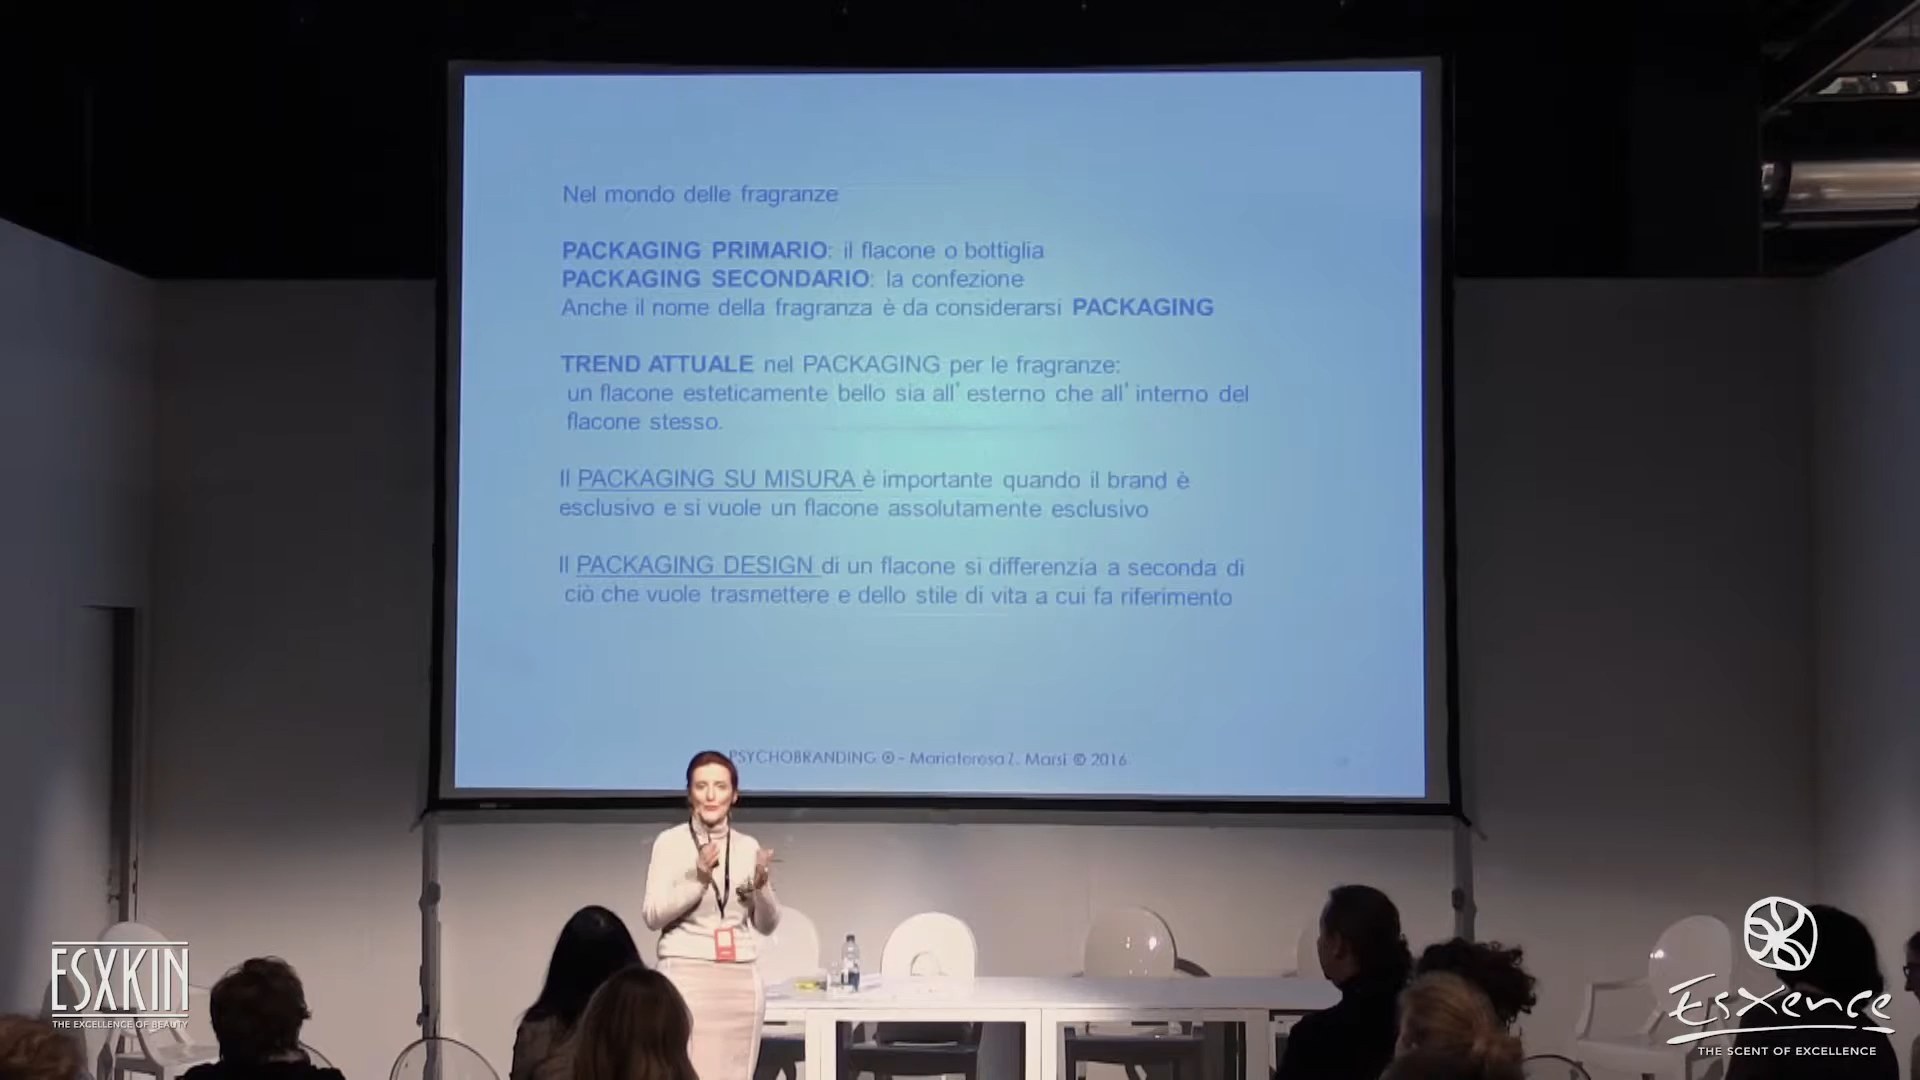 Nel mondo delle fragranze
PACKAGING PRIMARIO: il flacone o bottiglia
PACKAGING SECONDARIO: la confezione
Anche il nome della fragranza è da considerarsi PACKAGING
TREND ATTUALE nel PACKAGING per le fragranze:
un flacone esteticamente bello sia all' esterno che all' interno del
flacone stesso.
Il PACKAGING SU MISURA è importante quando il brand è
esclusivo e si vuole un flacone assolutamente esclusivo
Il PACKAGING DESIGN di un flacone si differenzia a seconda di
ciò che vuole trasmettere e dello stile di vita a cui fa riferimento
PSYCHOBRANDING ® - Mariateresa Z. Marsi © 2016
ESXKIN
THE EXCELLENCE OF BEAUTY
Esxence
THE SCENT OF EXCELLENCE